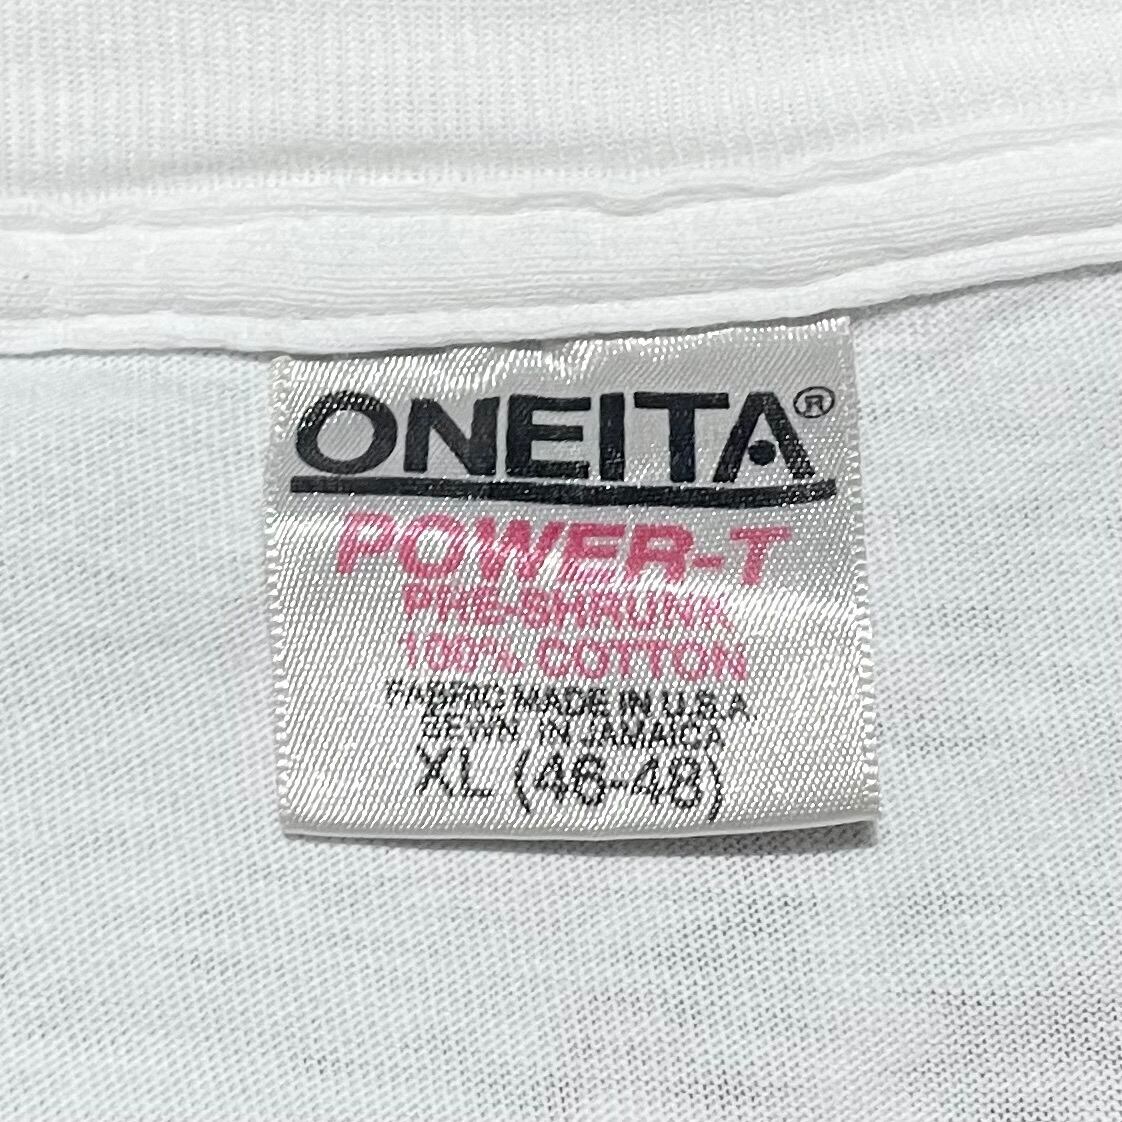 ONEITA®
POWER-T
PRE-SHRUNK
100% COTTON
FABRIC MADE IN U.S.A.
SEWN IN JAMAICA
XL (46-48)